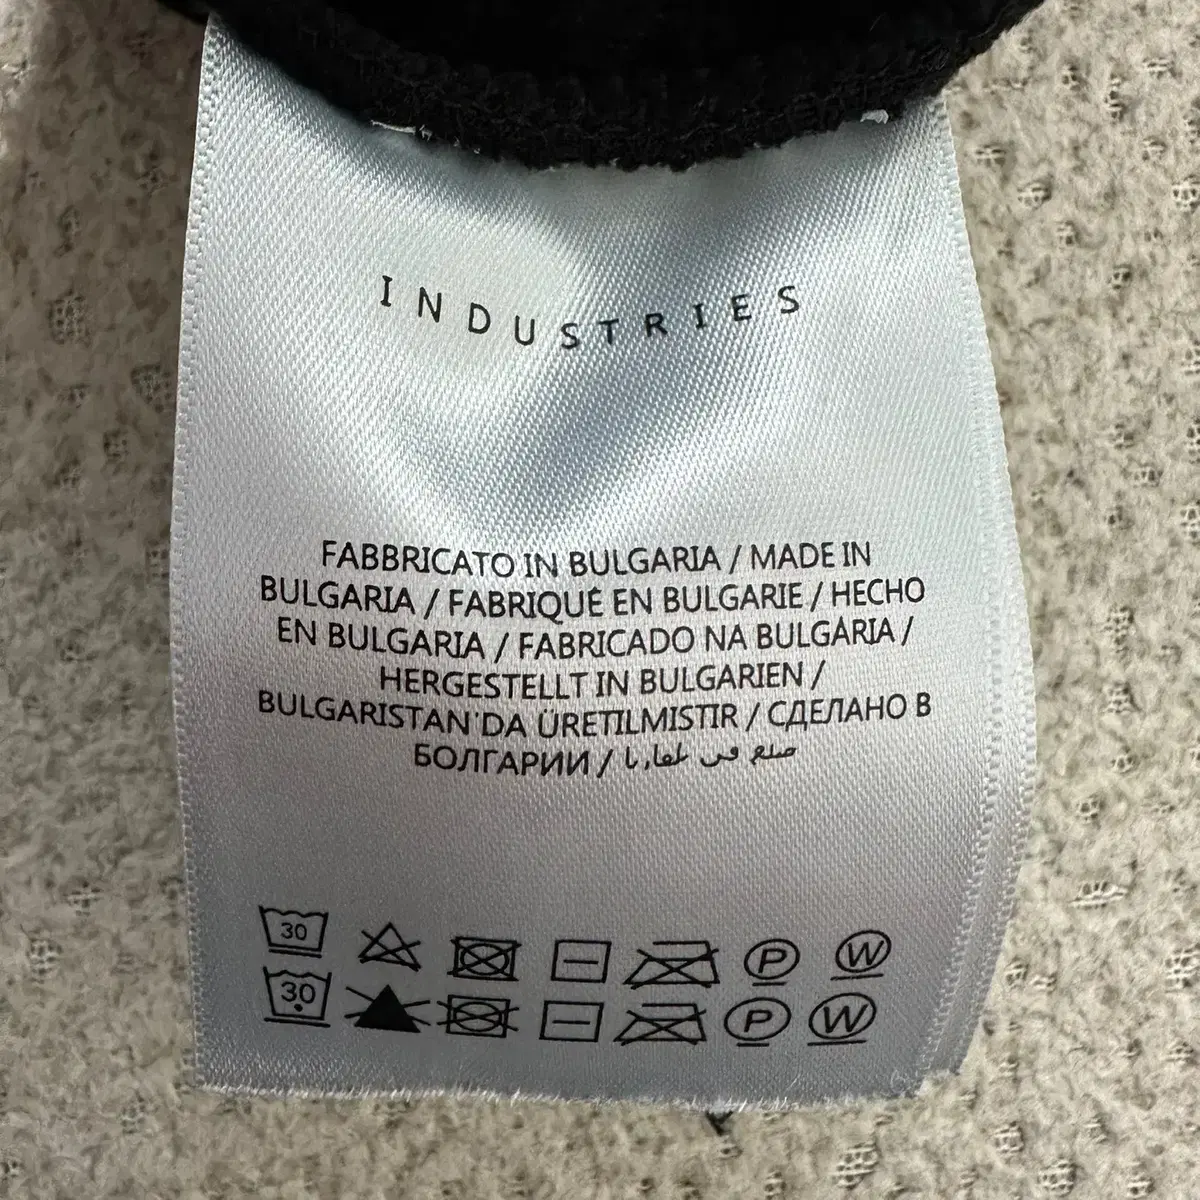 INDUSTRIES
FABBRICATO IN BULGARIA / MADE IN
BULGARIA / FABRIQUÉ EN BULGARIE / HECHO
EN BULGARIA / FABRICADO NA BULGÁRIA /
HERGESTELLT IN BULGARIEN /
BULGARISTAN'DA ÜRETILMISTIR / СДЕЛАНО В
БОЛГАРИИ /
30 P W
30 P W